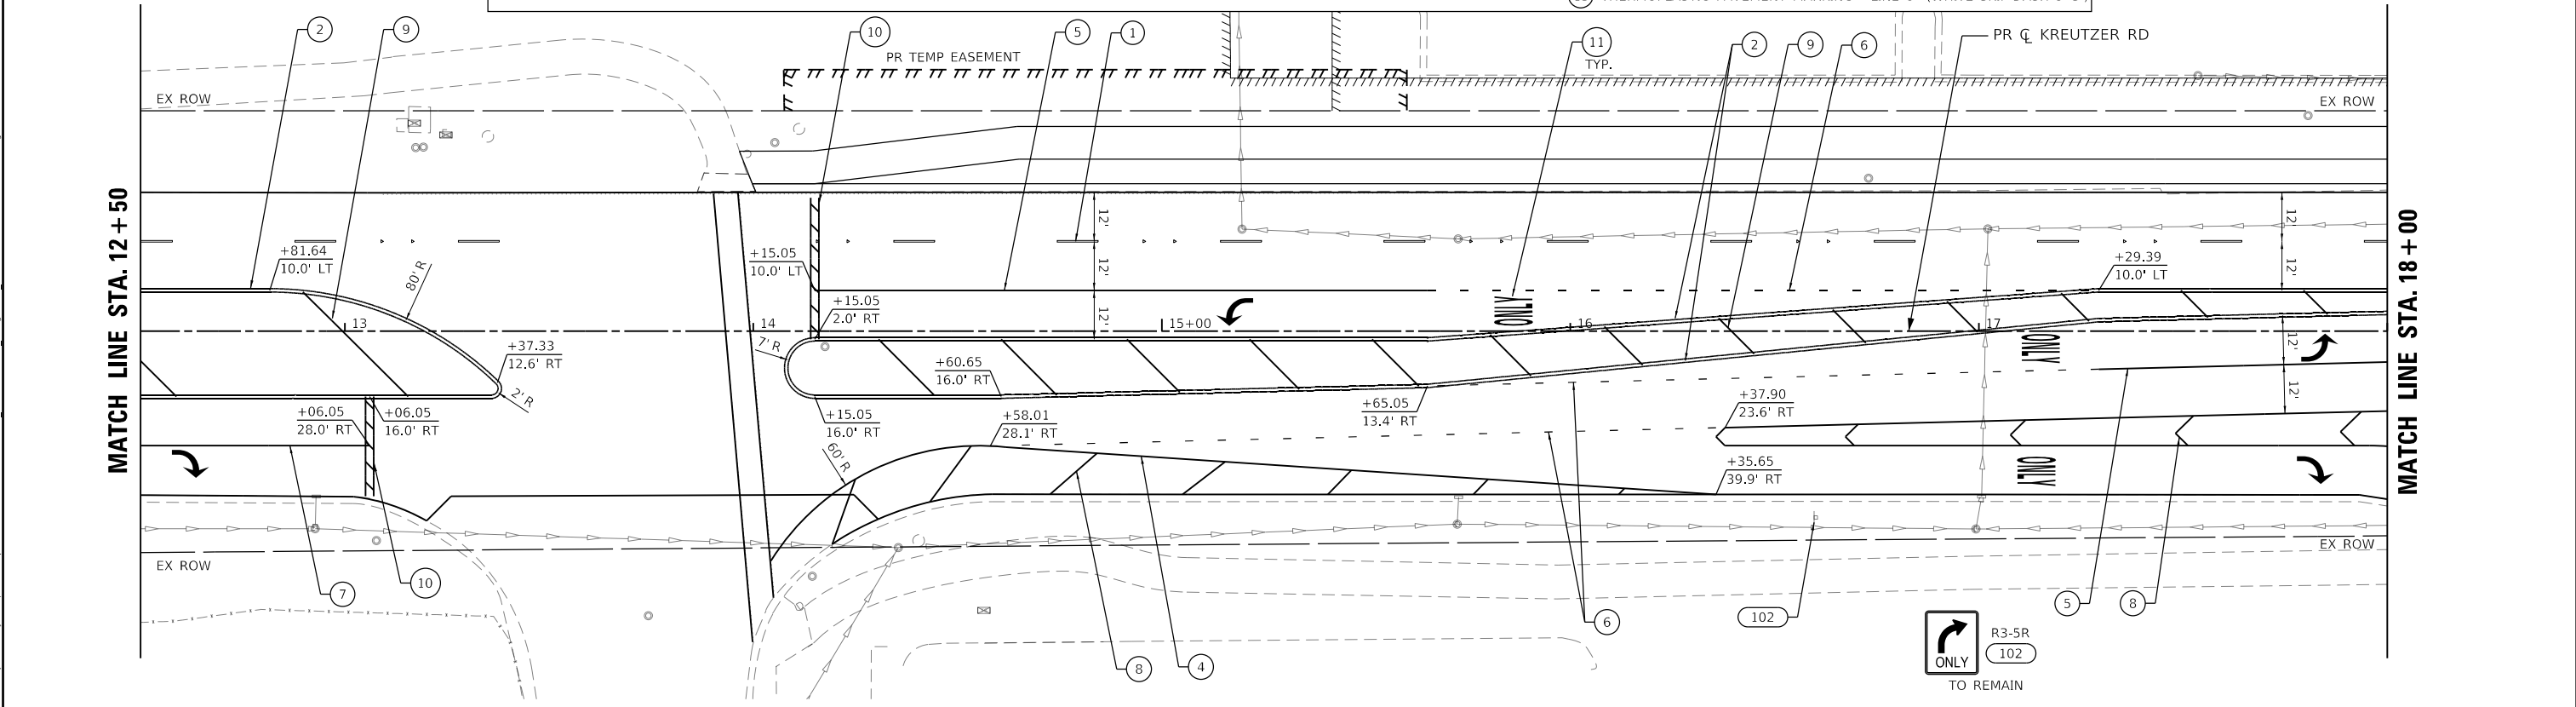 2
9
10
5
1
11
TYP.
2
9
6
PR ℄ KREUTZER RD
PR TEMP EASEMENT
EX ROW
EX ROW
MATCH LINE STA. 12+50
MATCH LINE STA. 18+00
+81.64
10.0' LT
80' R
13
+37.33
12.6' RT
2' R
+06.05
28.0' RT
+06.05
16.0' RT
+15.05
10.0' LT
+15.05
2.0' RT
14
7' R
12'
12'
12'
15+00
ONLY
16
17
+29.39
10.0' LT
12'
12'
12'
12'
ONLY
ONLY
+60.65
16.0' RT
+15.05
16.0' RT
60' R
+58.01
28.1' RT
+65.05
13.4' RT
+37.90
23.6' RT
+35.65
39.9' RT
EX ROW
EX ROW
7
10
8
4
6
102
5
8
ONLY
R3-5R
102
TO REMAIN